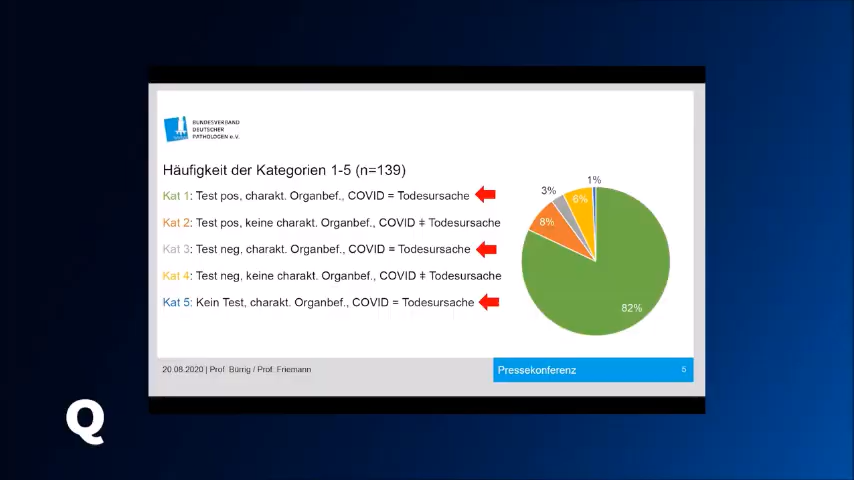 BUNDESVERBAND
DEUTSCHER
PATHOLOGEN e.V.
Häufigkeit der Kategorien 1-5 (n=139)
Kat 1: Test pos, charakt. Organbef., COVID = Todesursache
Kat 2: Test pos, keine charakt. Organbef., COVID ǂ Todesursache
Kat 3: Test neg, charakt. Organbef., COVID = Todesursache
Kat 4: Test neg, keine charakt. Organbef., COVID ǂ Todesursache
Kat 5: Kein Test, charakt. Organbef., COVID = Todesursache
1%
3%
6%
8%
82%
20.08.2020 | Prof. Bürrig / Prof. Friemann
Pressekonferenz
5
Q